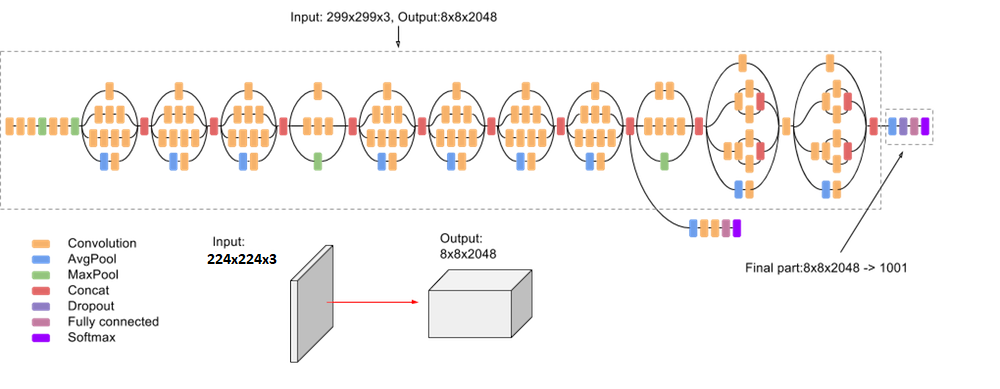 Input: 299x299x3, Output:8x8x2048
Convolution
AvgPool
MaxPool
Concat
Dropout
Fully connected
Softmax
Input:
224x224x3
Output:
8x8x2048
Final part:8x8x2048 -> 1001